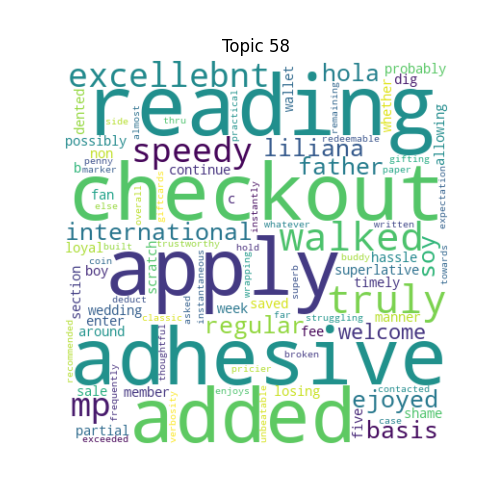 Topic 58
excellebnt
reading
hola
wallet
remaining
whether
probably
dig
allowing
expectation
dented
side
thru
almost
practical
redeemable
gifting
paper
possibly
non
speedy
liliana
father
b
penny
marker
continue
checkout
fan
else
overall
giftcards
c
instantly
whatever
written
international
walked
soy
loyal
built
trustworthy
hold
buddy
towards
coin
scratch
apply
hassle
superlative
boy
section
deduct
asked
instantaneous
wrapping
superb
far
struggling
timely
wedding
classic
week
saved
truly
manner
enter
regular
fee
welcome
around
recommended
thoughtful
pricier
broken
adhesive
sale
member
enjoys
unbeatable
losing
contacted
ejoyed
mp
frequently
added
verbosity
five
case
shame
partial
exceeded
basis